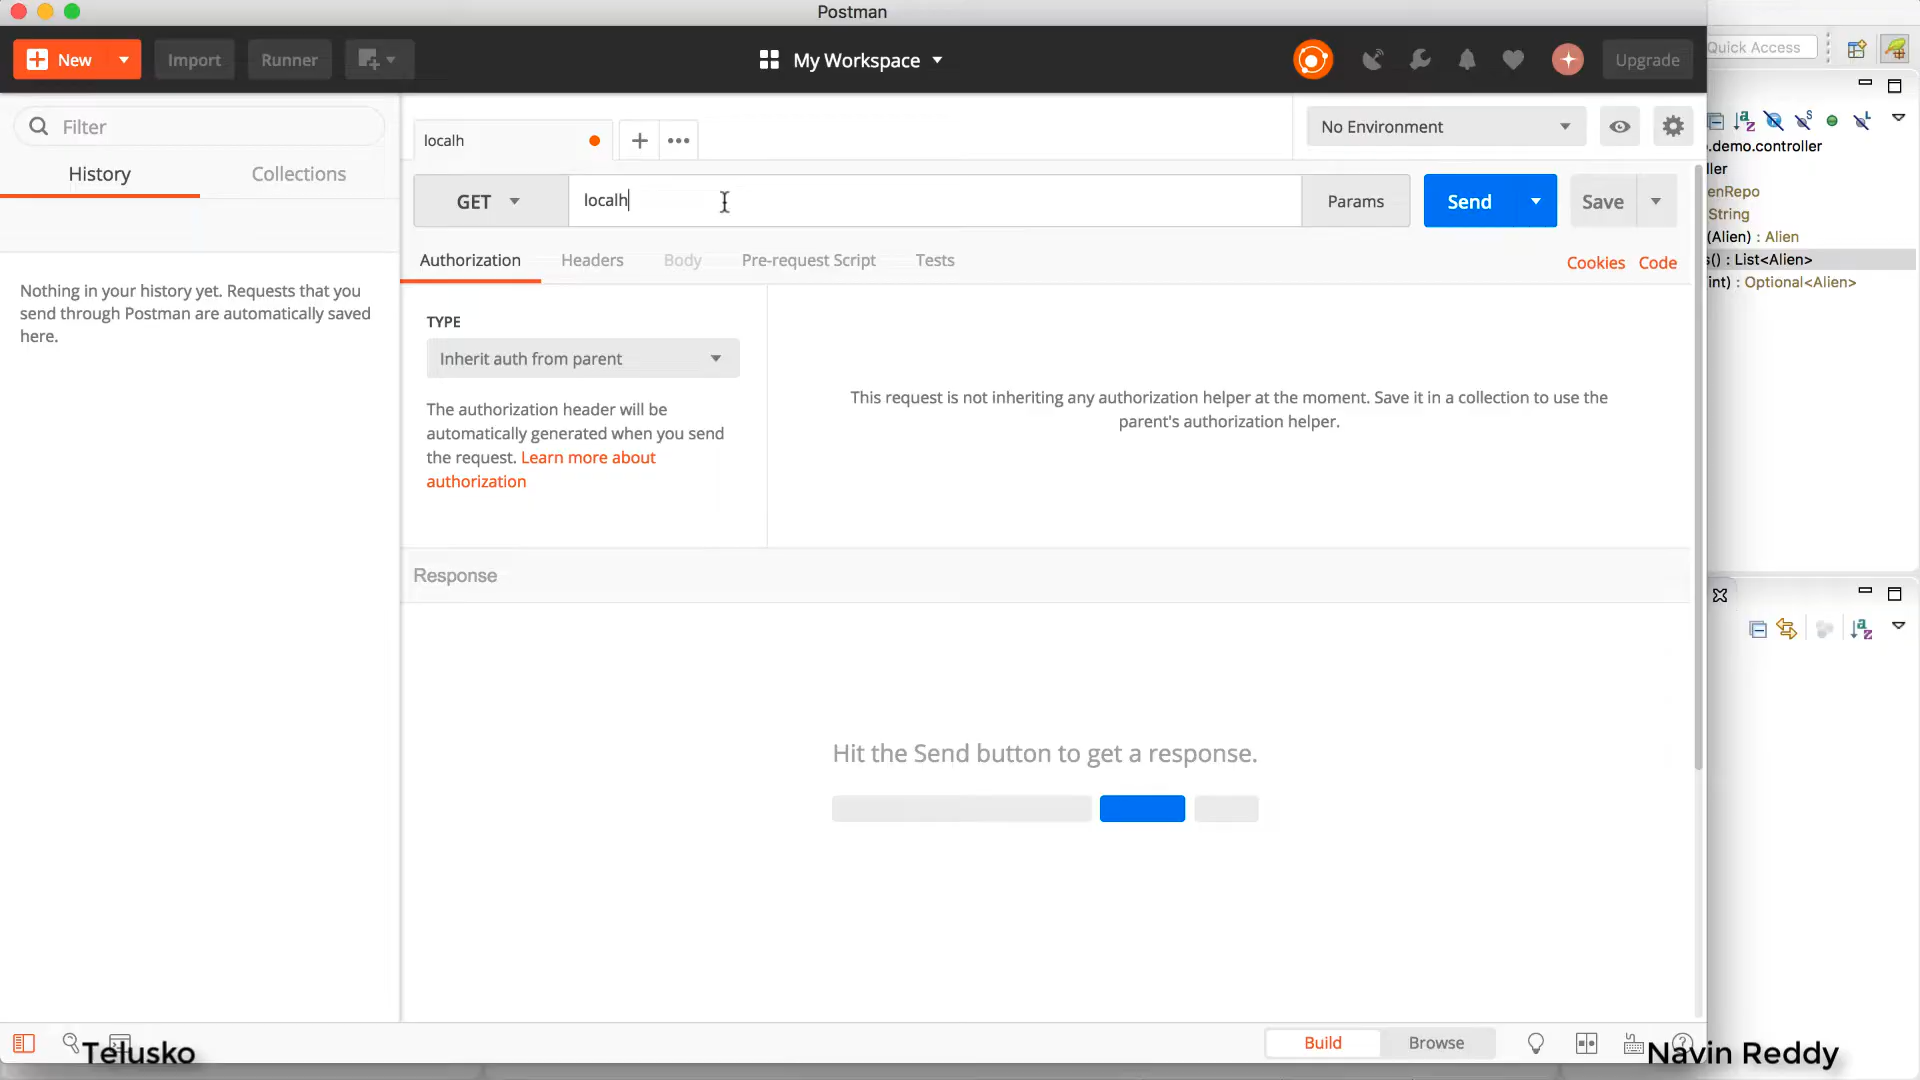 Postman
New
Import
Runner
My Workspace
Upgrade
Quick Access
Filter
History
Collections
Nothing in your history yet. Requests that you
send through Postman are automatically saved
here.
localh
No Environment
GET
localh
Params
Send
Save
Authorization
Headers
Body
Pre-request Script
Tests
Cookies
Code
TYPE
Inherit auth from parent
The authorization header will be
automatically generated when you send
the request. Learn more about
authorization
This request is not inheriting any authorization helper at the moment. Save it in a collection to use the
parent's authorization helper.
Response
Hit the Send button to get a response.
.demo.controller
ller
enRepo
String
(Alien) : Alien
s() : List<Alien>
int) : Optional<Alien>
Build
Browse
Telusko
Navin Reddy